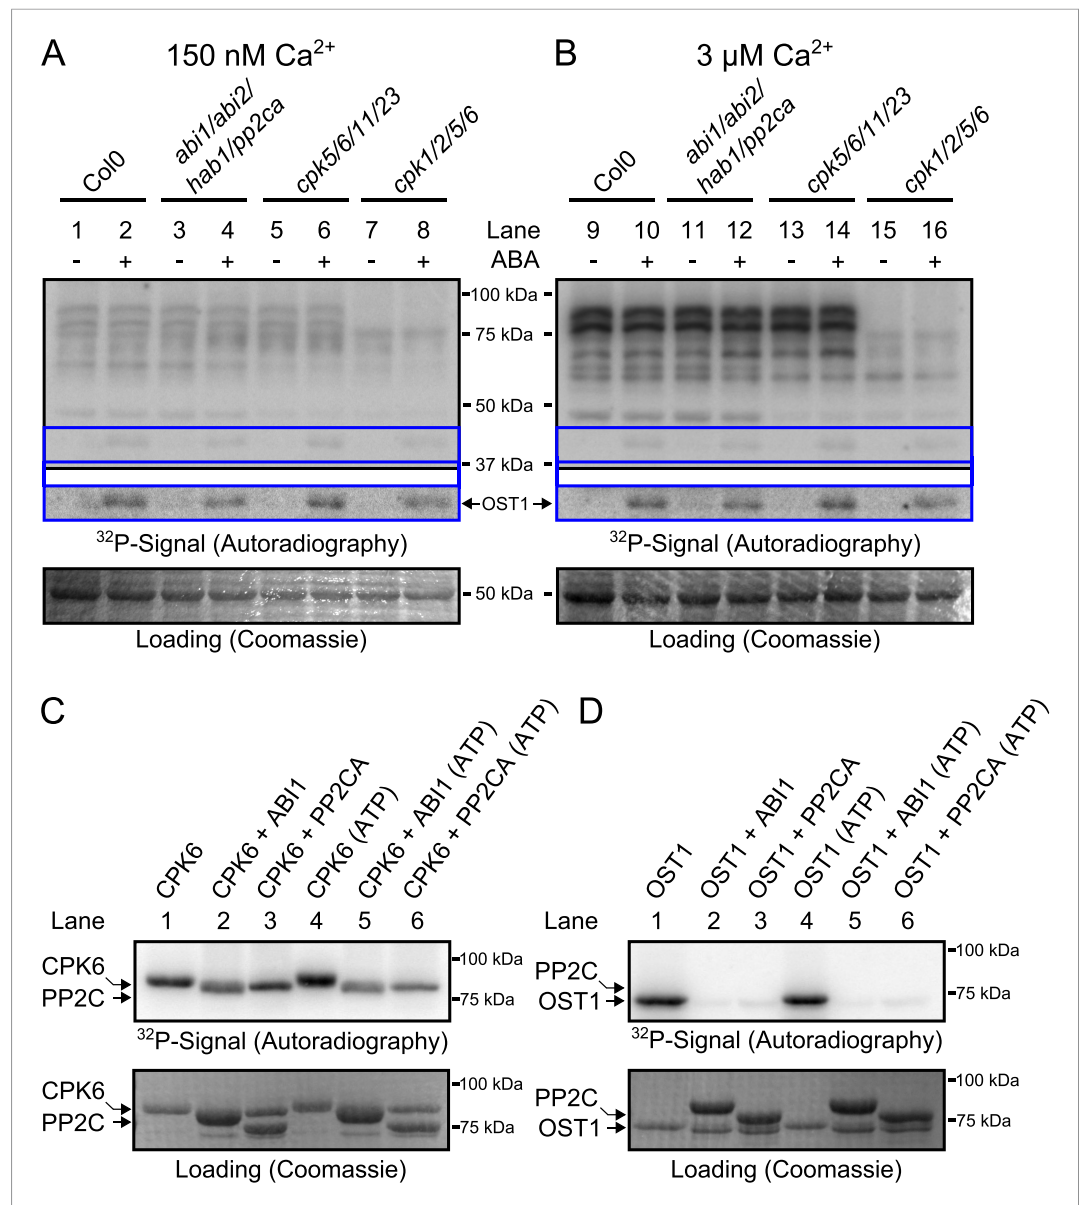 A 150 nM Ca²⁺
B 3 µM Ca²⁺
Col0
abi1/abi2/
hab1/pp2ca
cpk5/6/11/23
cpk1/2/5/6
Col0
abi1/abi2/
hab1/pp2ca
cpk5/6/11/23
cpk1/2/5/6
1 2 3 4 5 6 7 8 Lane 9 10 11 12 13 14 15 16
- + - + - + - + ABA - + - + - + - +
100 kDa
75 kDa
50 kDa
37 kDa
OST1
³²P-Signal (Autoradiography)
³²P-Signal (Autoradiography)
50 kDa
Loading (Coomassie)
Loading (Coomassie)
C
CPK6
CPK6 + ABI1
CPK6 + PP2CA
CPK6 (ATP)
CPK6 + ABI1 (ATP)
CPK6 + PP2CA (ATP)
Lane 1 2 3 4 5 6
CPK6
PP2C
100 kDa
75 kDa
³²P-Signal (Autoradiography)
CPK6
PP2C
100 kDa
75 kDa
Loading (Coomassie)
D
OST1
OST1 + ABI1
OST1 + PP2CA
OST1 (ATP)
OST1 + ABI1 (ATP)
OST1 + PP2CA (ATP)
Lane 1 2 3 4 5 6
PP2C
OST1
100 kDa
75 kDa
³²P-Signal (Autoradiography)
PP2C
OST1
100 kDa
75 kDa
Loading (Coomassie)